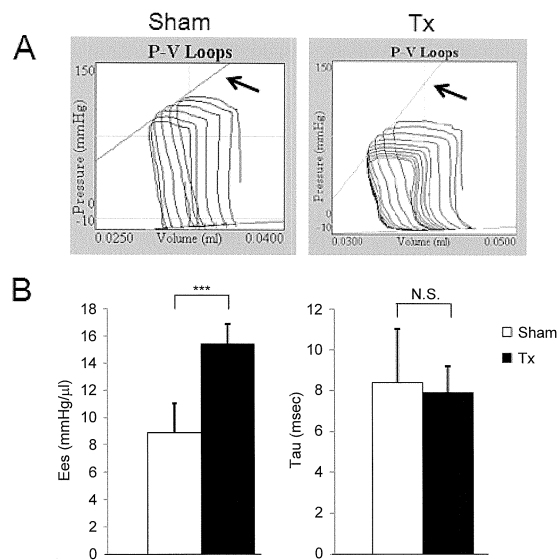 A
Sham
Tx
P-V Loops
P-V Loops
150
0
-10
Pressure (mmHg)
0.0250
Volume (ml)
0.0400
150
0
10
Pressure (mmHg)
0.0300
Volume (ml)
0.0500
B
***
18
16
14
12
10
8
6
4
2
0
Ees (mmHg/μl)
N.S.
12
10
8
6
4
2
0
Tau (msec)
Sham
Tx